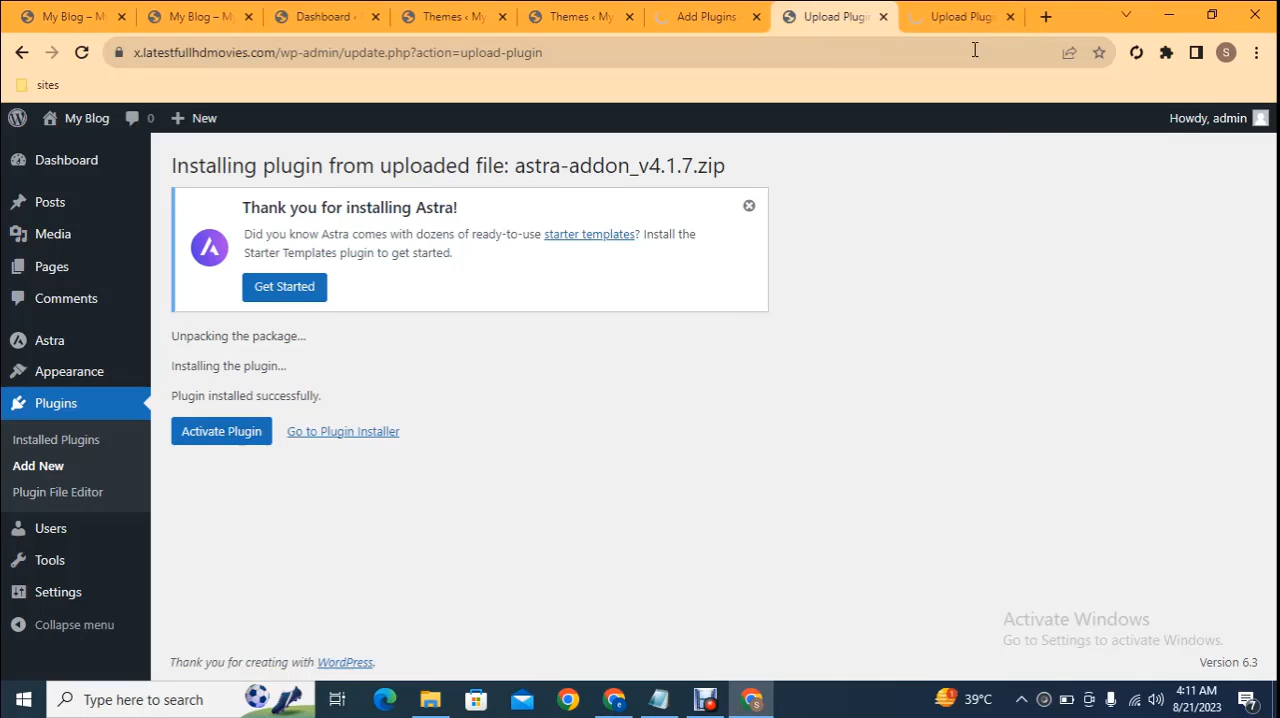 My Blog – M
My Blog – M
Dashboard ‹
Themes ‹ My
Themes ‹ My
Add Plugins
Upload Plugi
Upload Plug
x.latestfullhdmovies.com/wp-admin/update.php?action=upload-plugin
S
sites
My Blog
0
New
Howdy, admin
Dashboard
Posts
Media
Pages
Comments
Astra
Appearance
Plugins
Installed Plugins
Add New
Plugin File Editor
Users
Tools
Settings
Collapse menu
Installing plugin from uploaded file: astra-addon_v4.1.7.zip
Thank you for installing Astra!
Did you know Astra comes with dozens of ready-to-use starter templates? Install the
Starter Templates plugin to get started.
Get Started
Unpacking the package…
Installing the plugin…
Plugin installed successfully.
Activate Plugin
Go to Plugin Installer
Activate Windows
Go to Settings to activate Windows.
Thank you for creating with WordPress.
Version 6.3
Type here to search
39°C
4:11 AM
8/21/2023
7